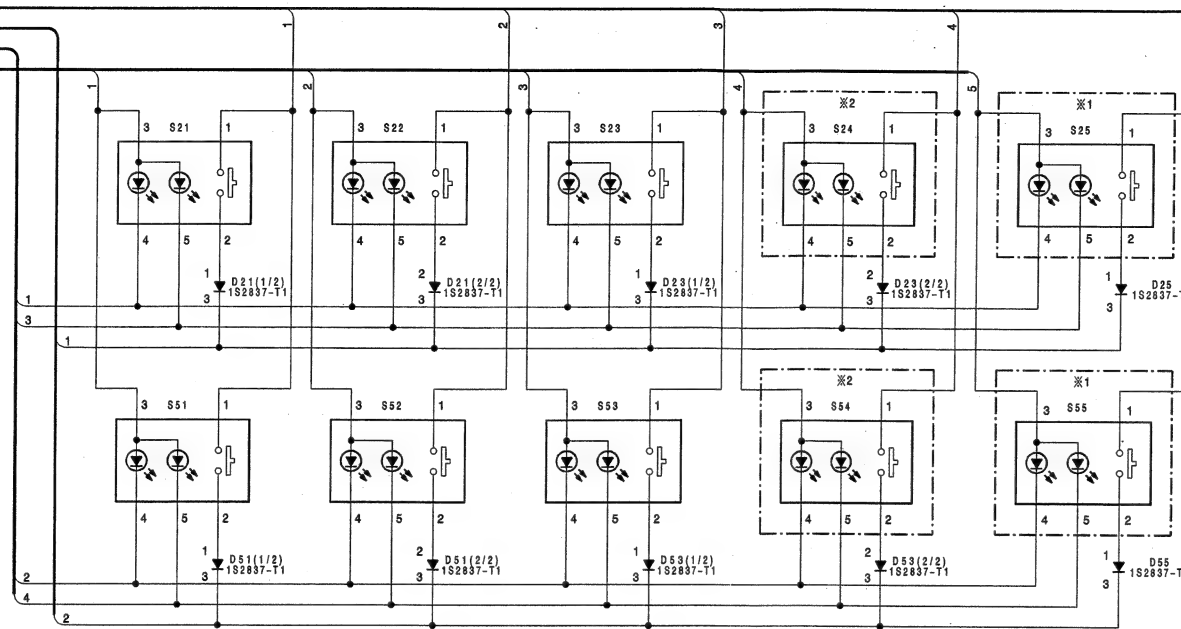 1 2 3 4
1 2 3 4 5
※2 ※1
3 S21 1 3 S22 1 3 S23 1 3 S24 1 3 S25 1
4 5 2 4 5 2 4 5 2 4 5 2 4 5 2
1 D21(1/2) 2 D21(2/2) 1 D23(1/2) 2 D23(2/2) 1 D25
3 1S2837-T1 3 1S2837-T1 3 1S2837-T1 3 1S2837-T1 3 1S2837-T
1
3
1
※2 ※1
3 S51 1 3 S52 1 3 S53 1 3 S54 1 3 S55 1
4 5 2 4 5 2 4 5 2 4 5 2 4 5 2
1 D51(1/2) 2 D51(2/2) 1 D53(1/2) 2 D53(2/2) 1 D55
3 1S2837-T1 3 1S2837-T1 3 1S2837-T1 3 1S2837-T1 3 1S2837-T
2
4
2